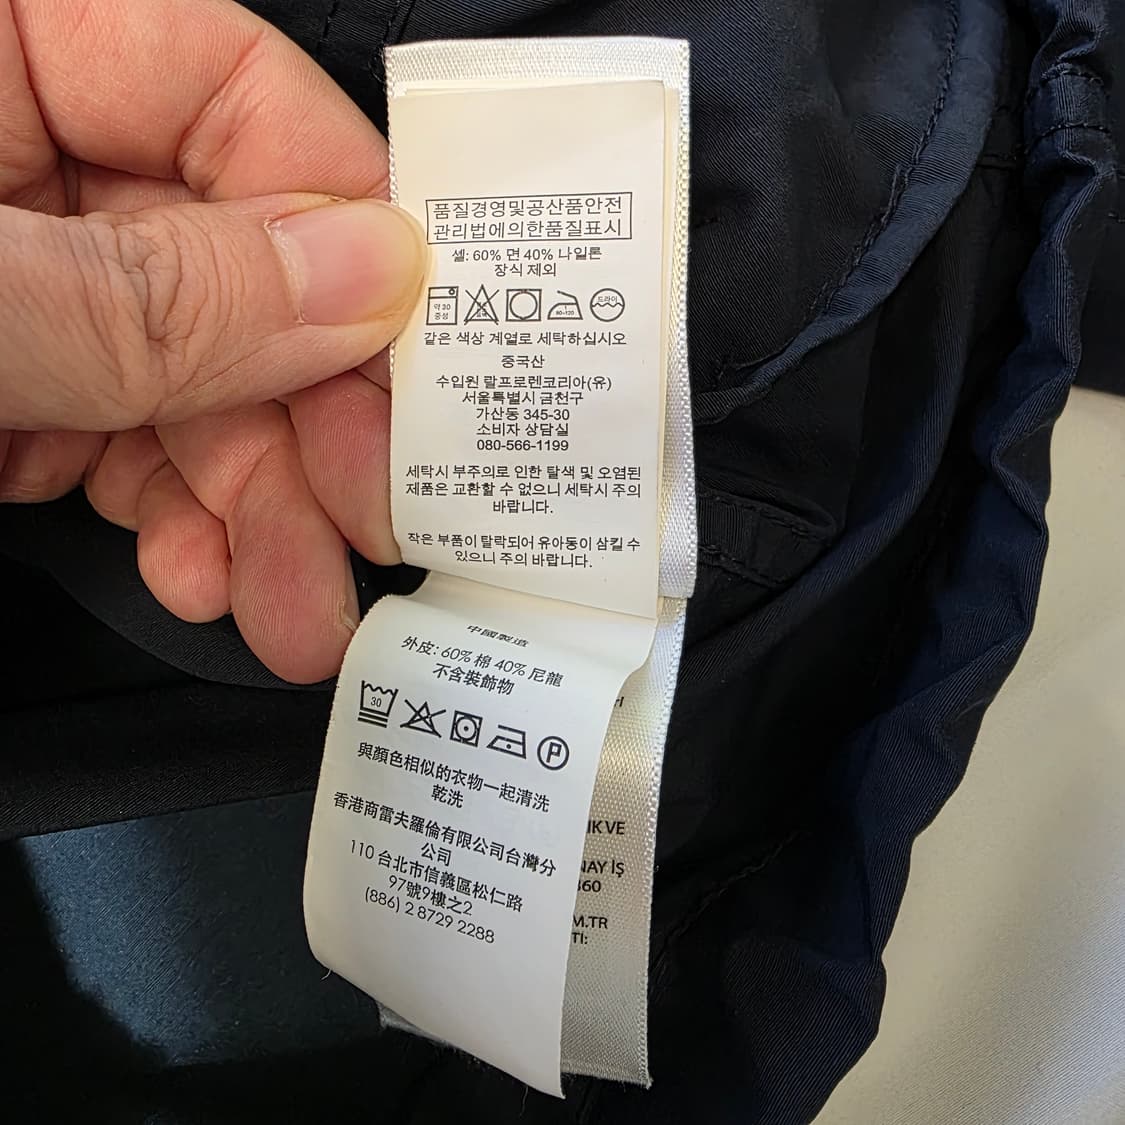 품질경영및공산품안전
관리법에의한품질표시
셸: 60% 면 40% 나일론
장식 제외
약 30
중성
80~120
드라이
같은 색상 계열로 세탁하십시오
중국산
수입원 랄프로렌코리아(유)
서울특별시 금천구
가산동 345-30
소비자 상담실
080-566-1199
세탁시 부주의로 인한 탈색 및 오염된
제품은 교환할 수 없으니 세탁시 주의
바랍니다.
작은 부품이 탈락되어 유아동이 삼킬 수
있으니 주의 바랍니다.
中國製造
外皮: 60% 棉 40% 尼龍
不含裝飾物
30
P
與顏色相似的衣物一起清洗
乾洗
香港商雷夫羅倫有限公司台灣分
公司
110 台北市信義區松仁路
97號9樓之2
(886) 2 8729 2288
IK VE
NAY İŞ
360
M.TR
TI: